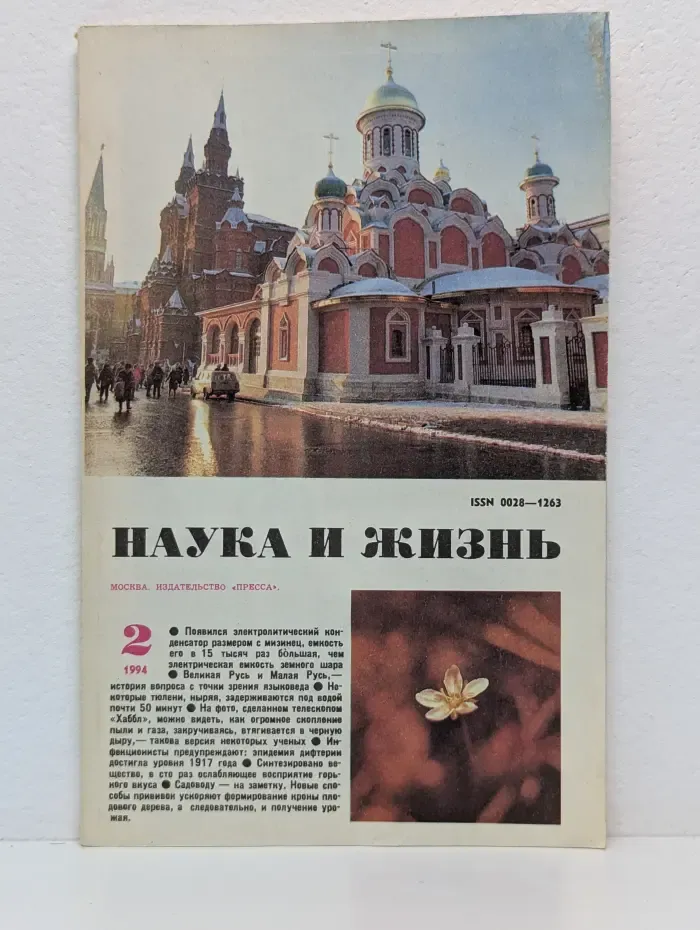 ISSN 0028—1263
НАУКА И ЖИЗНЬ
МОСКВА. ИЗДАТЕЛЬСТВО «ПРЕССА».
2
1994
● Появился электролитический кон-
денсатор размером с мизинец, емкость
его в 15 тысяч раз бо́льшая, чем
электрическая емкость земного шара
● Великая Русь и Малая Русь,—
история вопроса с точки зрения языковеда ● Не-
которые тюлени, ныряя, задерживаются под водой
почти 50 минут ● На фото, сделанном телескопом
«Хаббл», можно видеть, как огромное скопление
пыли и газа, закручиваясь, втягивается в черную
дыру,— такова версия некоторых ученых ● Ин-
фекционисты предупреждают: эпидемия дифтерии
достигла уровня 1917 года ● Синтезировано ве-
щество, в сто раз ослабляющее восприятие горь-
кого вкуса ● Садоводу — на заметку. Новые спо-
собы прививок ускоряют формирование кроны пло-
дового дерева, а следовательно, и получение уро-
жая.